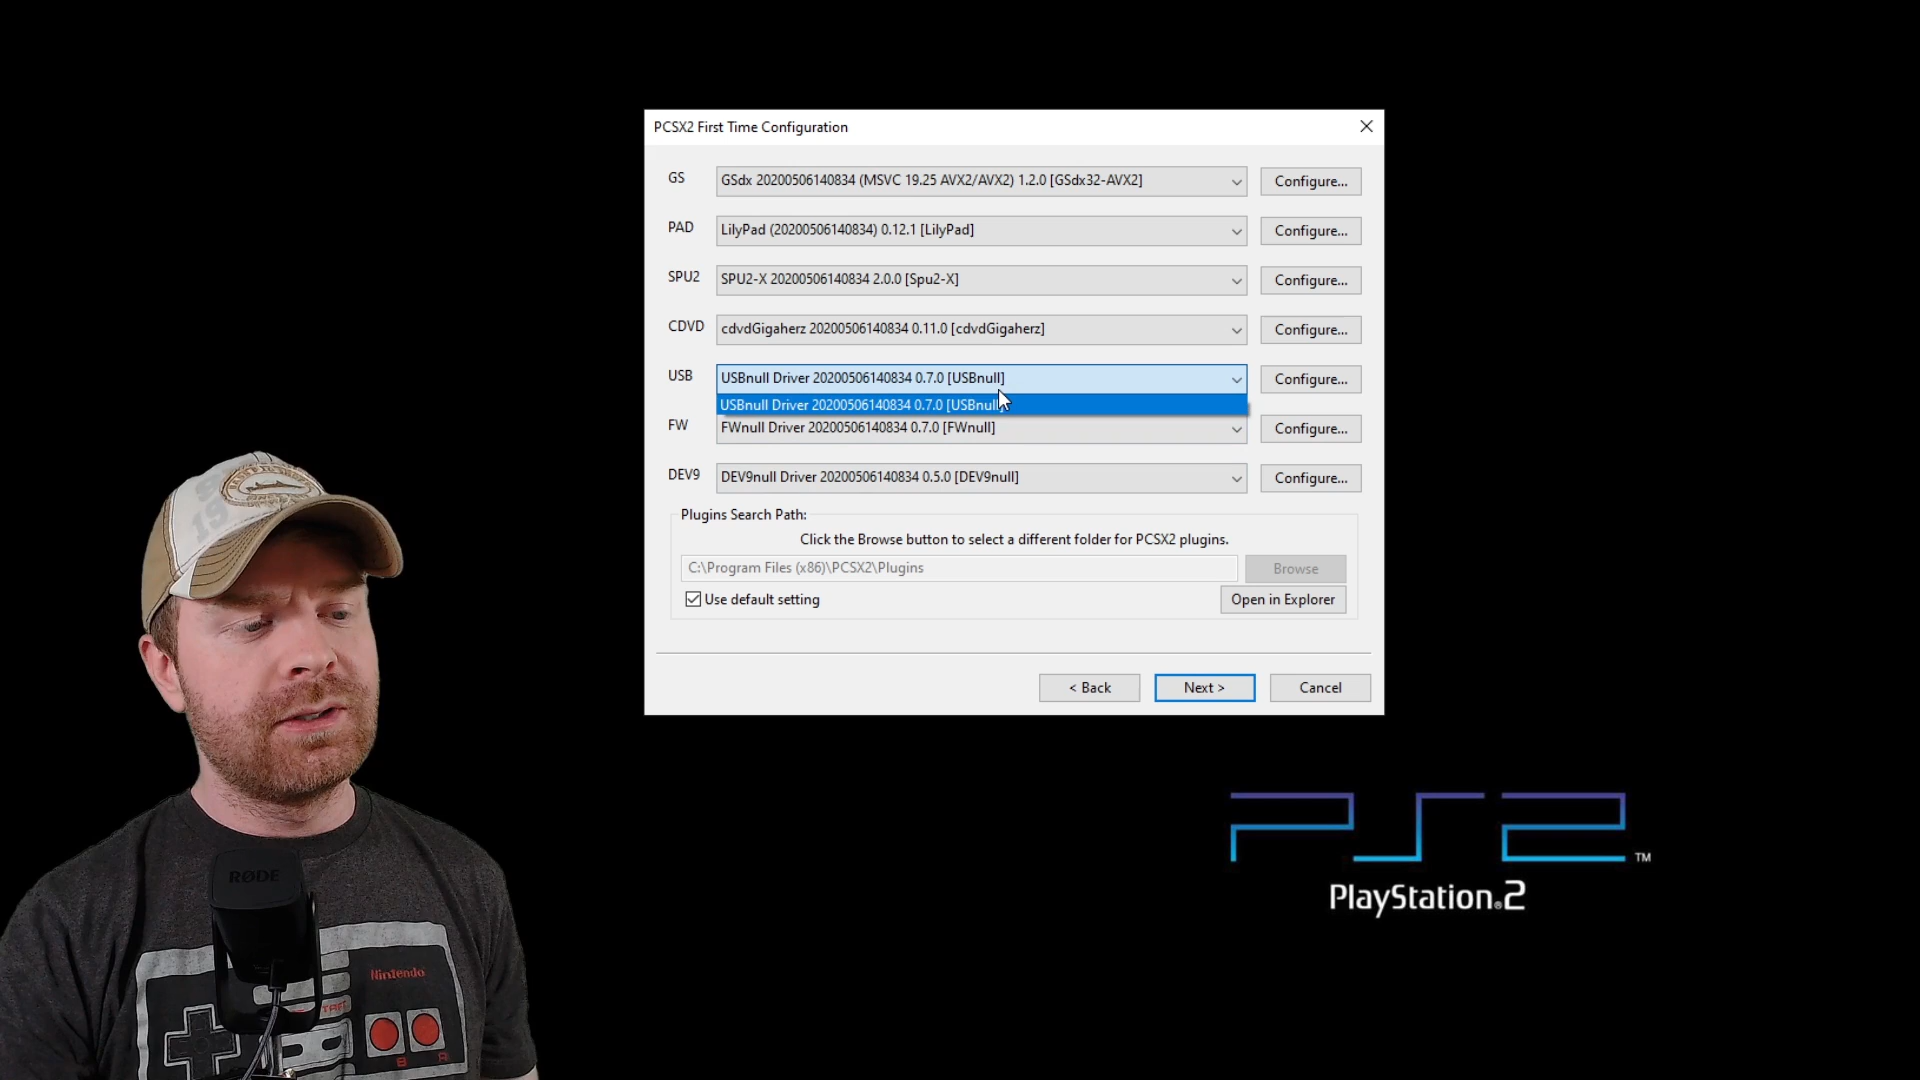 PCSX2 First Time Configuration
GS
GSdx 20200506140834 (MSVC 19.25 AVX2/AVX2) 1.2.0 [GSdx32-AVX2]
Configure...
PAD
LilyPad (20200506140834) 0.12.1 [LilyPad]
Configure...
SPU2
SPU2-X 20200506140834 2.0.0 [Spu2-X]
Configure...
CDVD
cdvdGigaherz 20200506140834 0.11.0 [cdvdGigaherz]
Configure...
USB
USBnull Driver 20200506140834 0.7.0 [USBnull]
Configure...
USBnull Driver 20200506140834 0.7.0 [USBnull]
FW
FWnull Driver 20200506140834 0.7.0 [FWnull]
Configure...
DEV9
DEV9null Driver 20200506140834 0.5.0 [DEV9null]
Configure...
Plugins Search Path:
Click the Browse button to select a different folder for PCSX2 plugins.
C:\Program Files (x86)\PCSX2\Plugins
Browse
Use default setting
Open in Explorer
< Back
Next >
Cancel
PS2 TM
PlayStation®2
RØDE
Nintendo
B A